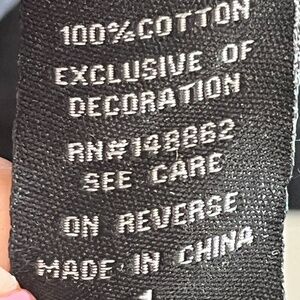 100%COTTON
EXCLUSIVE OF
DECORATION
RN#148862
SEE CARE
ON REVERSE
MADE IN CHINA